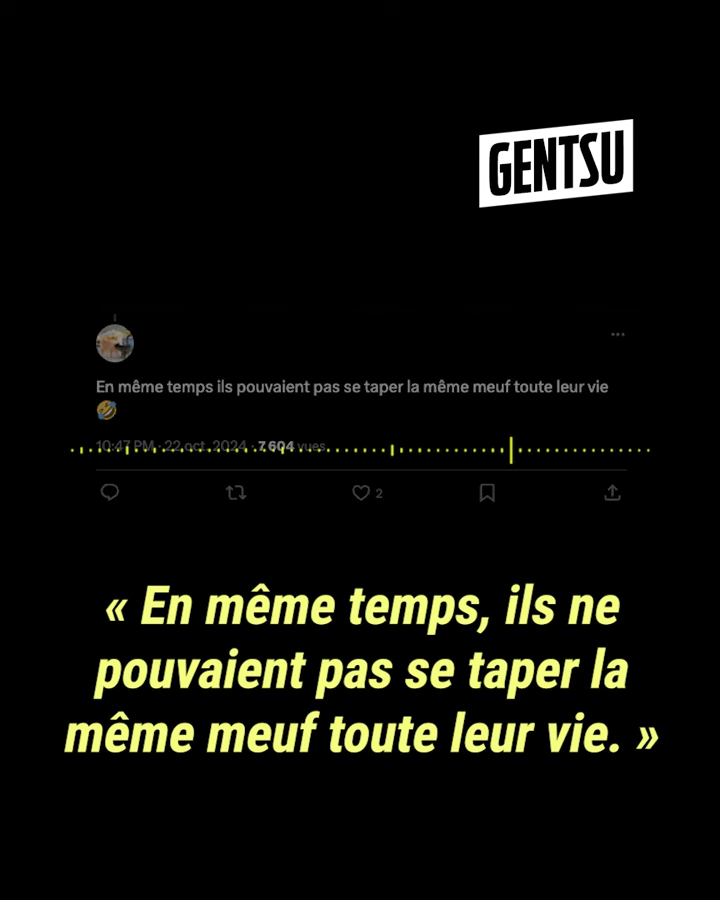 GENTSU
En même temps ils pouvaient pas se taper la même meuf toute leur vie
🤣
10:47 PM · 22 oct. 2024 · 7 604 vues
2
« En même temps, ils ne
pouvaient pas se taper la
même meuf toute leur vie. »